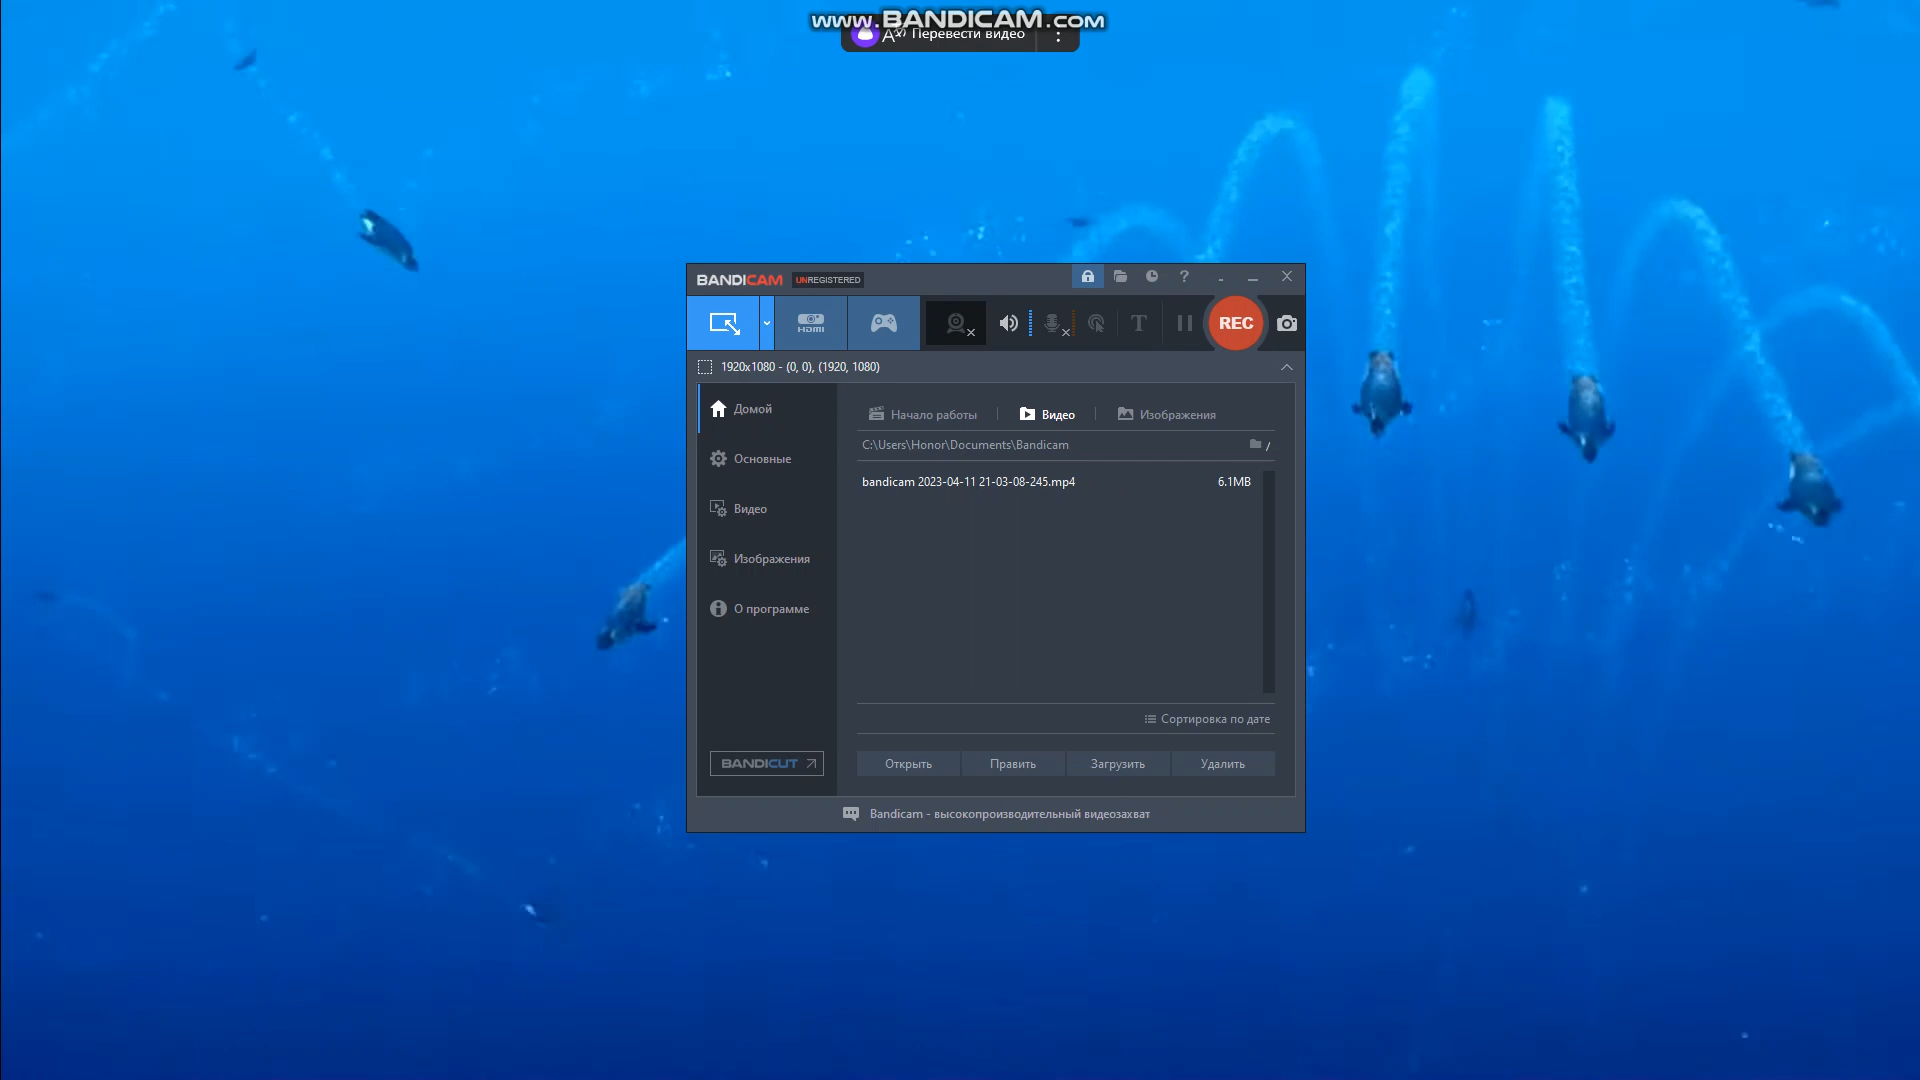 www.BANDICAM.com
Перевести видео
BANDICAM UNREGISTERED
HDMI
T
REC
1920x1080 - (0, 0), (1920, 1080)
Домой
Основные
Видео
Изображения
О программе
BANDICUT
Начало работы
Видео
Изображения
C:\Users\Honor\Documents\Bandicam
bandicam 2023-04-11 21-03-08-245.mp4 6.1MB
Сортировка по дате
Открыть Править Загрузить Удалить
Bandicam - высокопроизводительный видеозахват